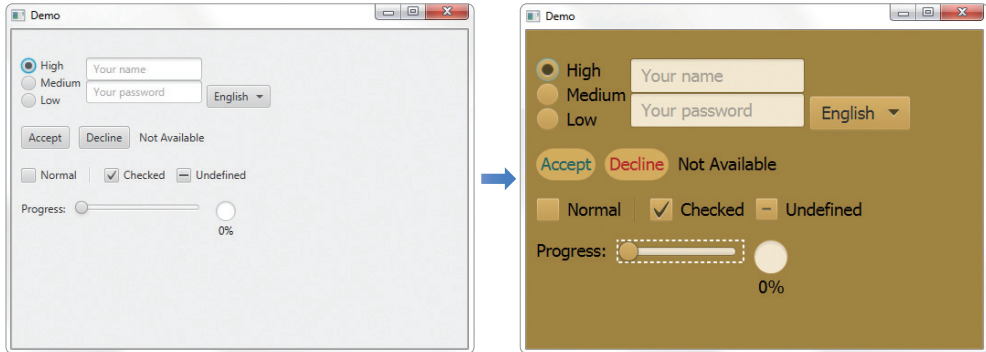 Demo
High
Medium
Low
Your name
Your password
English
Accept Decline Not Available
Normal Checked Undefined
Progress:
0%
Demo
High
Medium
Low
Your name
Your password
English
Accept Decline Not Available
Normal Checked Undefined
Progress:
0%